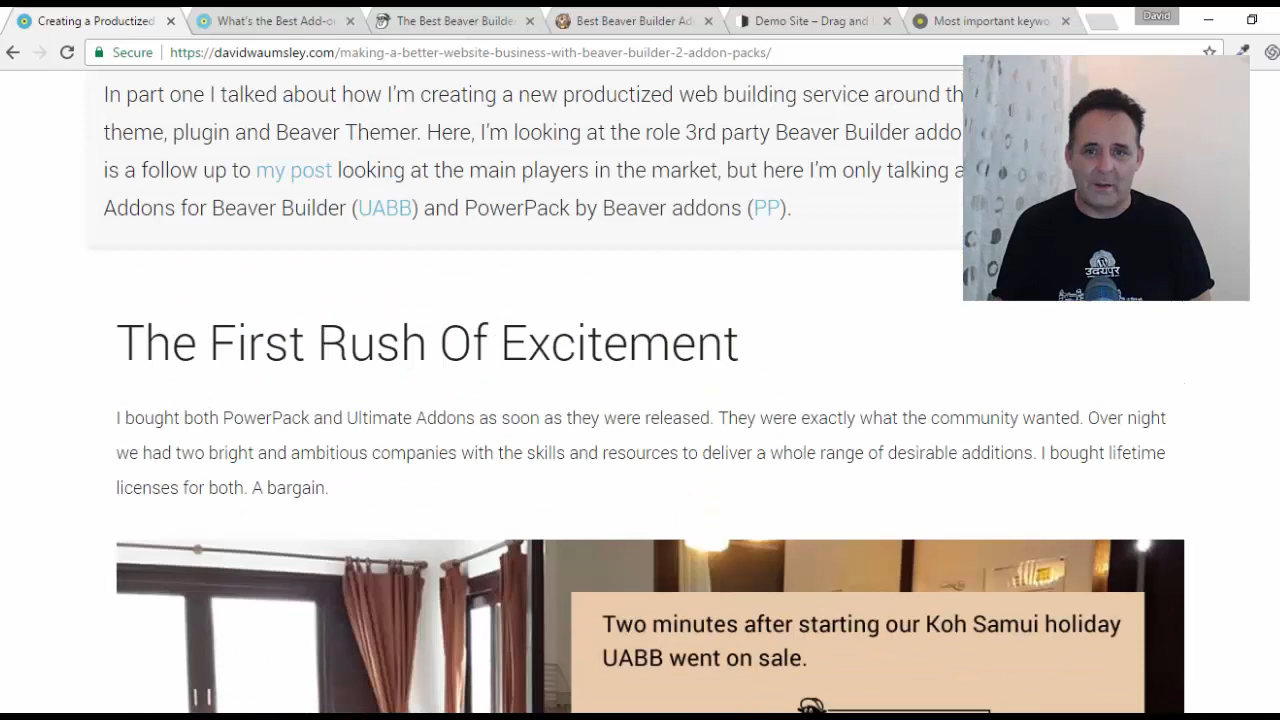 Creating a Productized
What's the Best Add-o
The Best Beaver Builde
Best Beaver Builder Ad
Demo Site – Drag and
Most important keywo
David
Secure
https://davidwaumsley.com/making-a-better-website-business-with-beaver-builder-2-addon-packs/
In part one I talked about how I'm creating a new productized web building service around th
theme, plugin and Beaver Themer. Here, I'm looking at the role 3rd party Beaver Builder addo
is a follow up to my post looking at the main players in the market, but here I'm only talking a
Addons for Beaver Builder (UABB) and PowerPack by Beaver addons (PP).
उदयपुर
The First Rush Of Excitement
I bought both PowerPack and Ultimate Addons as soon as they were released. They were exactly what the community wanted. Over night
we had two bright and ambitious companies with the skills and resources to deliver a whole range of desirable additions. I bought lifetime
licenses for both. A bargain.
Two minutes after starting our Koh Samui holiday
UABB went on sale.